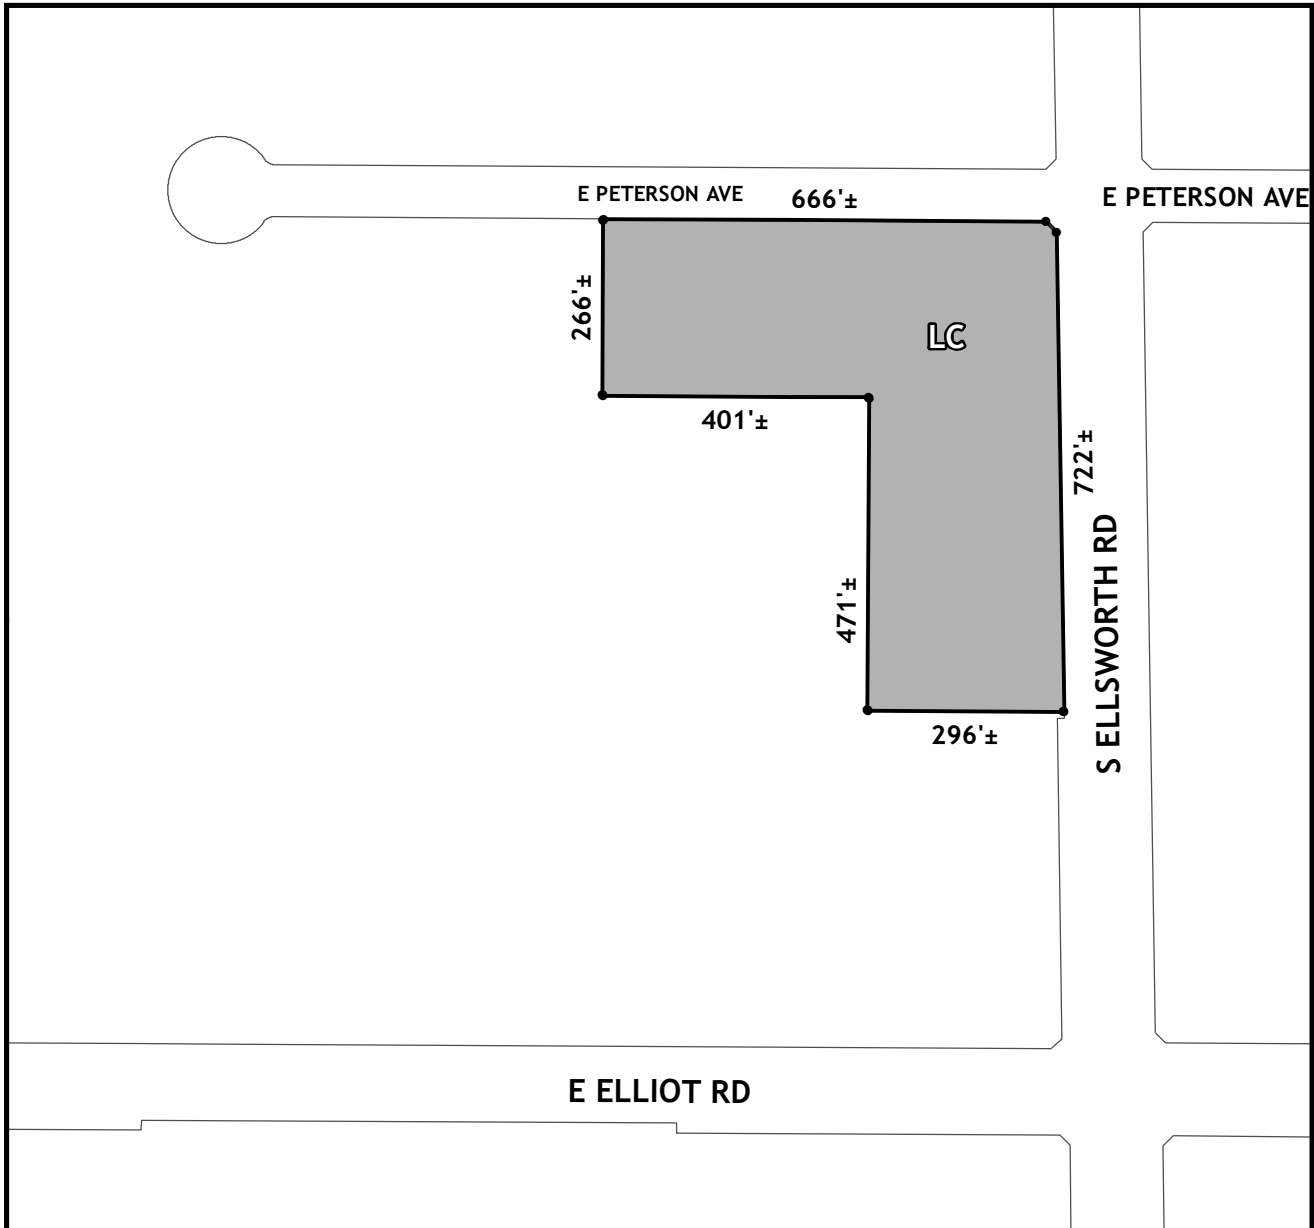 E PETERSON AVE
666'±
E PETERSON AVE
266'±
LC
401'±
722'±
471'±
S ELLSWORTH RD
296'±
E ELLIOT RD